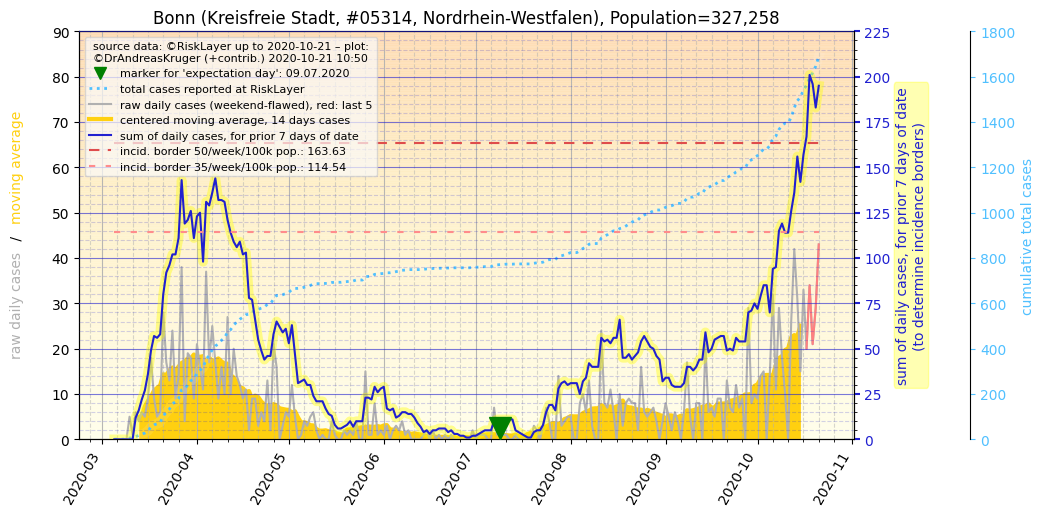 Bonn (Kreisfreie Stadt, #05314, Nordrhein-Westfalen), Population=327,258
source data: ©RiskLayer up to 2020-10-21 – plot:
©DrAndreasKruger (+contrib.) 2020-10-21 10:50
marker for 'expectation day': 09.07.2020
total cases reported at RiskLayer
raw daily cases (weekend-flawed), red: last 5
centered moving average, 14 days cases
sum of daily cases, for prior 7 days of date
incid. border 50/week/100k pop.: 163.63
incid. border 35/week/100k pop.: 114.54
raw daily cases / moving average
90
80
70
60
50
40
30
20
10
0
225
200
175
150
125
100
75
50
25
0
sum of daily cases, for prior 7 days of date
(to determine incidence borders)
1800
1600
1400
1200
1000
800
600
400
200
0
cumulative total cases
2020-03
2020-04
2020-05
2020-06
2020-07
2020-08
2020-09
2020-10
2020-11